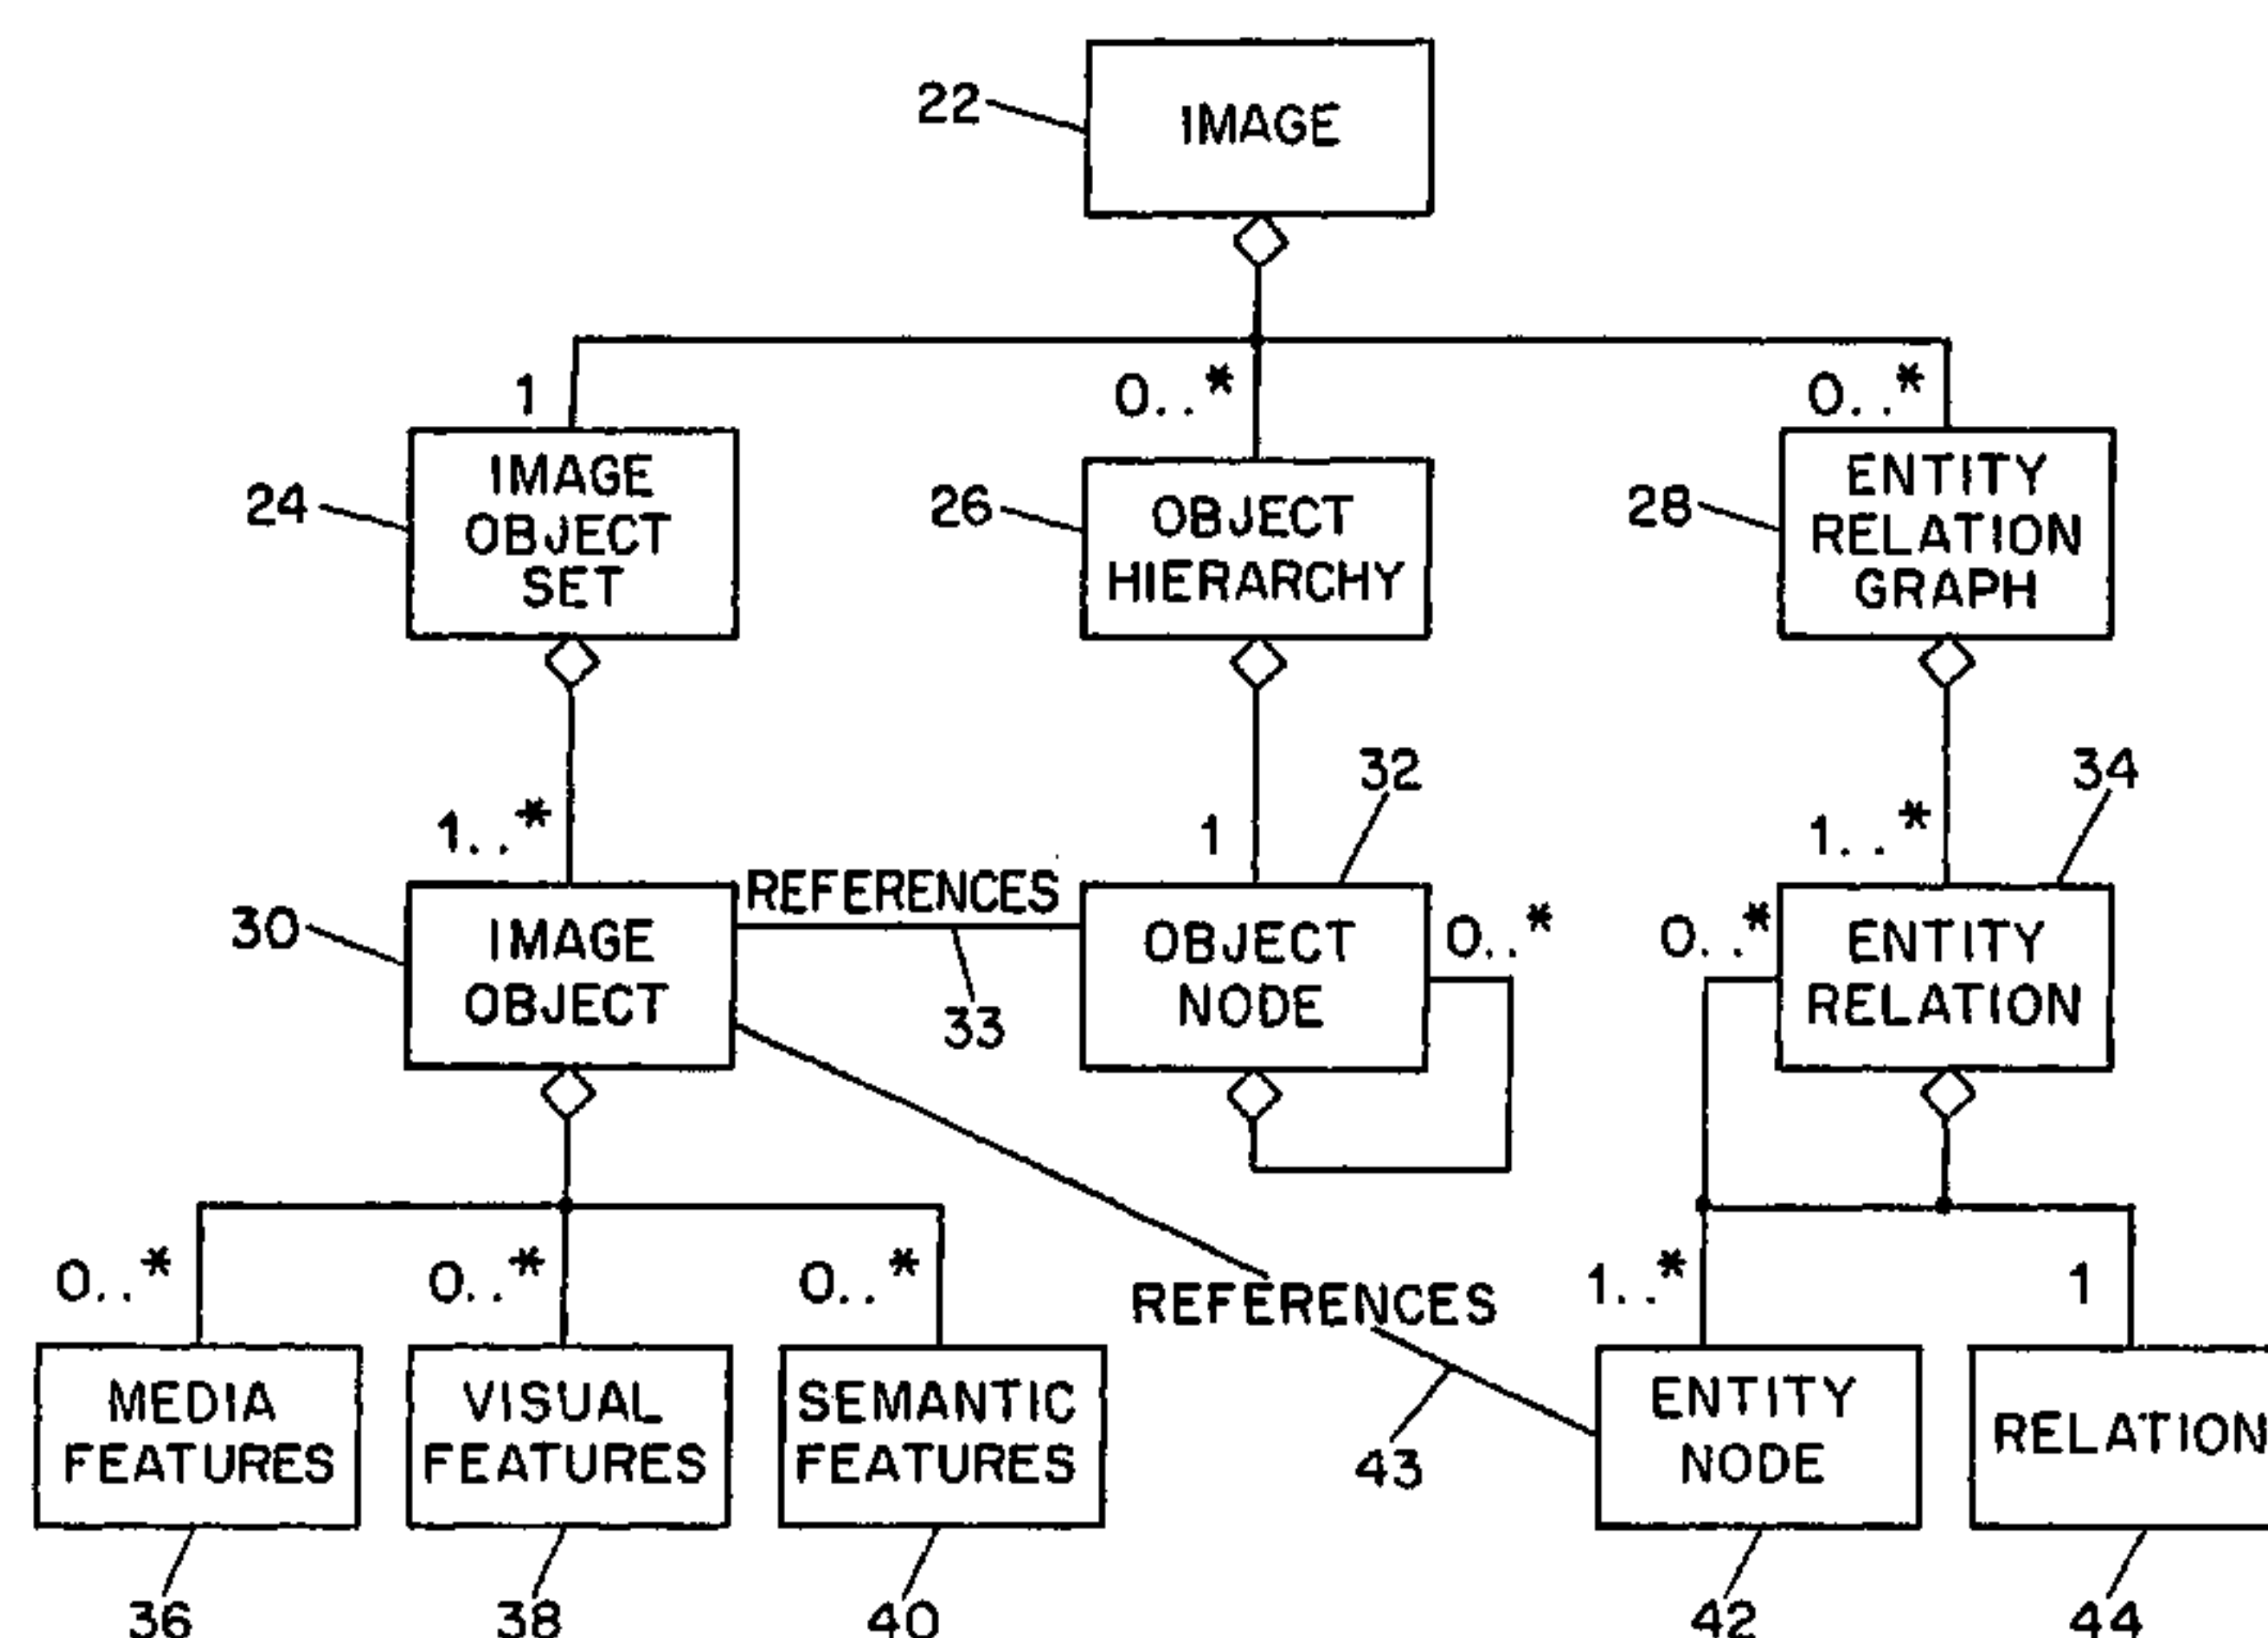 22
IMAGE
1
0..*
0..*
24
IMAGE
OBJECT
SET
26
OBJECT
HIERARCHY
28
ENTITY
RELATION
GRAPH
32
34
1..*
1
1..*
REFERENCES
30
IMAGE
OBJECT
33
OBJECT
NODE
0..*
0..*
ENTITY
RELATION
0..*
0..*
0..*
REFERENCES
1..*
1
MEDIA
FEATURES
VISUAL
FEATURES
SEMANTIC
FEATURES
43
ENTITY
NODE
RELATION
36
38
40
42
44